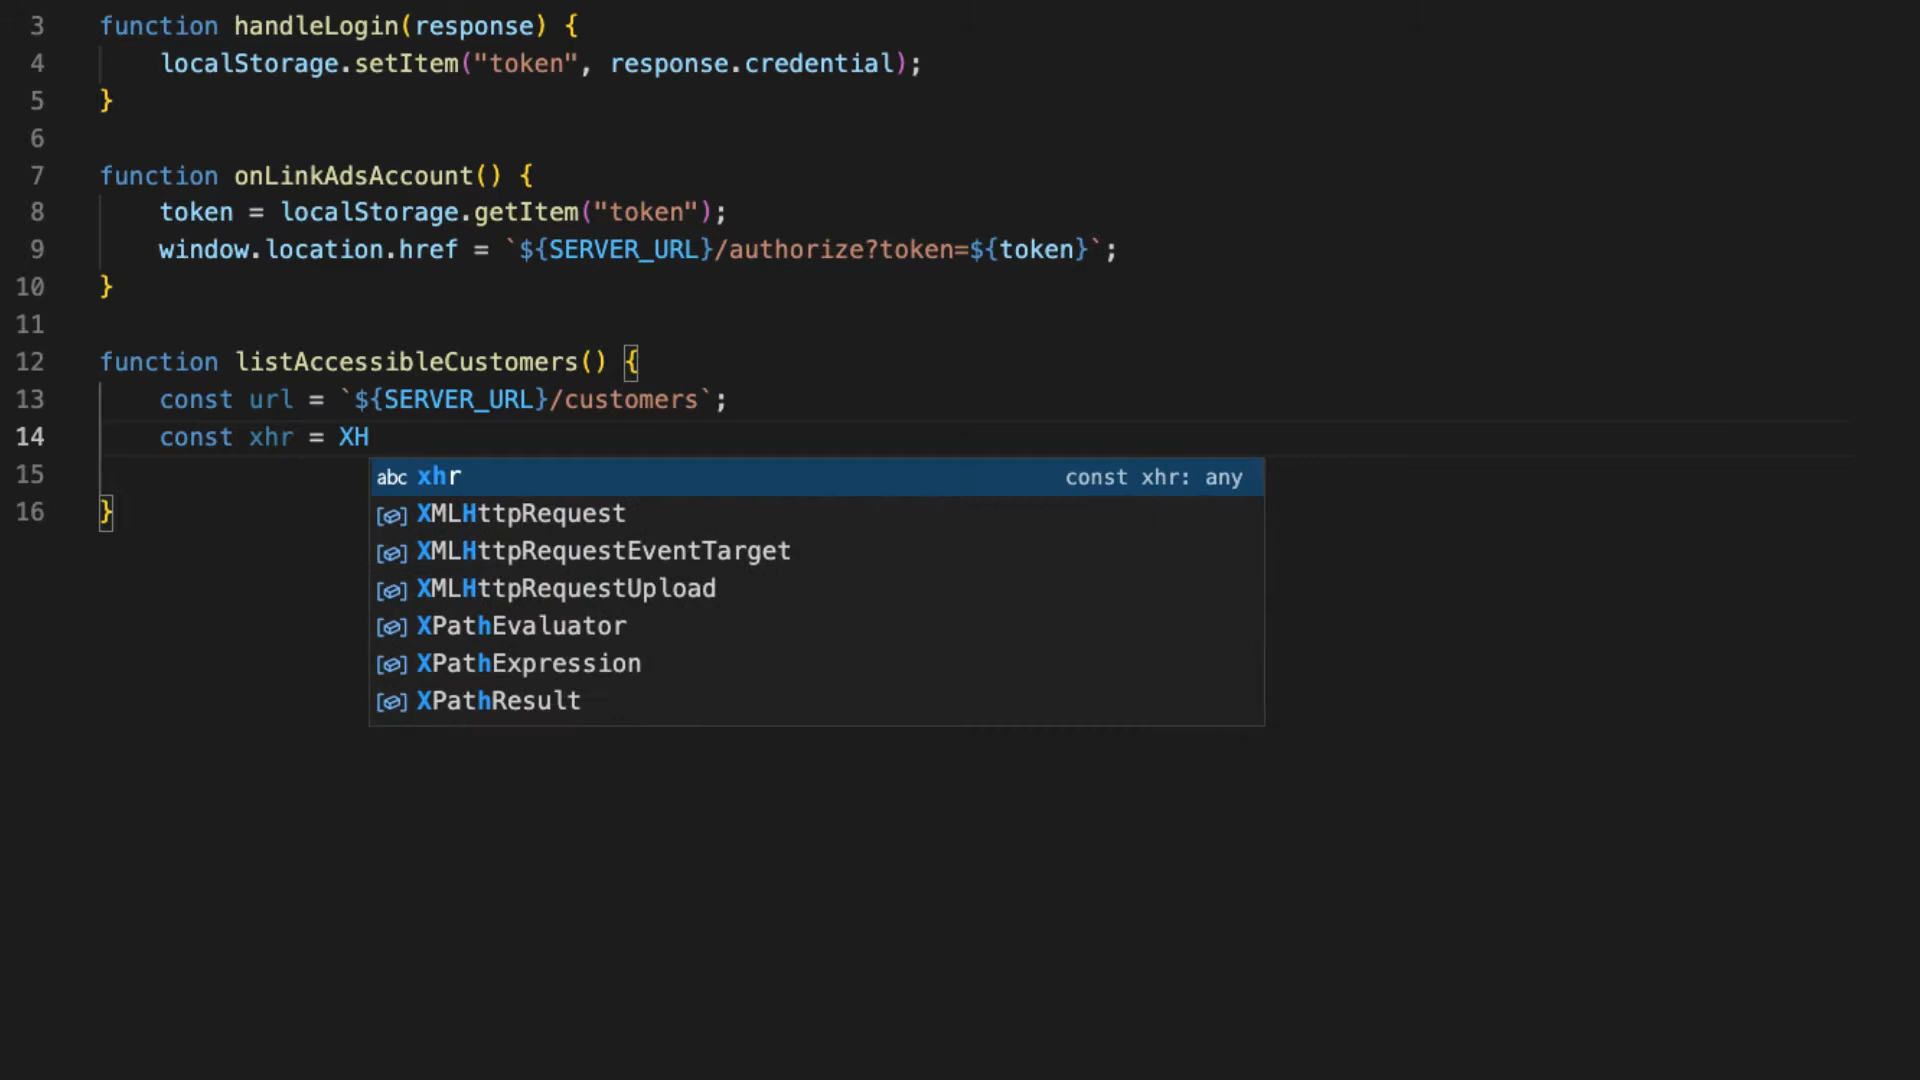 3 function handleLogin(response) {
4 localStorage.setItem("token", response.credential);
5 }
6
7 function onLinkAdsAccount() {
8 token = localStorage.getItem("token");
9 window.location.href = `${SERVER_URL}/authorize?token=${token}`;
10 }
11
12 function listAccessibleCustomers() {
13 const url = `${SERVER_URL}/customers`;
14 const xhr = XH
15
16 }
abc xhr const xhr: any
XMLHttpRequest
XMLHttpRequestEventTarget
XMLHttpRequestUpload
XPathEvaluator
XPathExpression
XPathResult